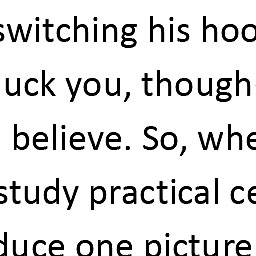 switching his hoo
uck you, though
believe. So, whe
study practical ce
duce one picture